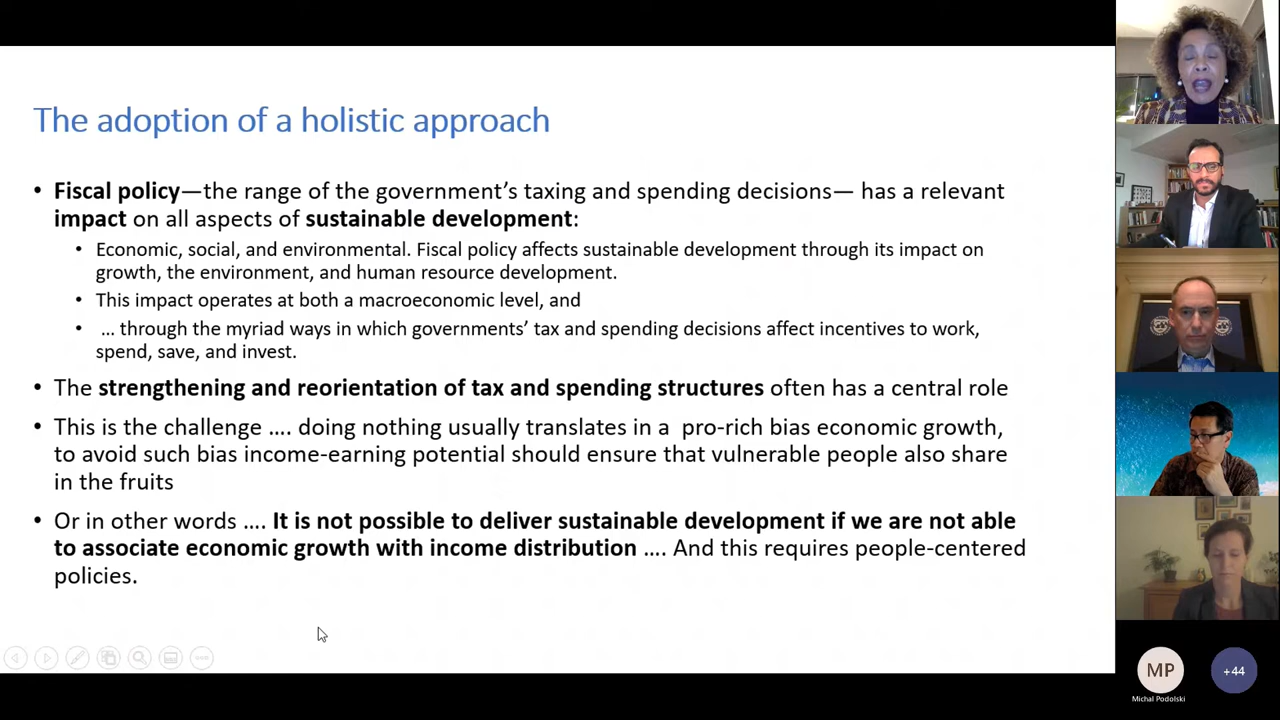 The adoption of a holistic approach
• Fiscal policy—the range of the government's taxing and spending decisions— has a relevant
impact on all aspects of sustainable development:
• Economic, social, and environmental. Fiscal policy affects sustainable development through its impact on
growth, the environment, and human resource development.
• This impact operates at both a macroeconomic level, and
• … through the myriad ways in which governments' tax and spending decisions affect incentives to work,
spend, save, and invest.
• The strengthening and reorientation of tax and spending structures often has a central role
• This is the challenge …. doing nothing usually translates in a  pro-rich bias economic growth,
to avoid such bias income-earning potential should ensure that vulnerable people also share
in the fruits
• Or in other words …. It is not possible to deliver sustainable development if we are not able
to associate economic growth with income distribution …. And this requires people-centered
policies.
MP
+44
Michal Podolski